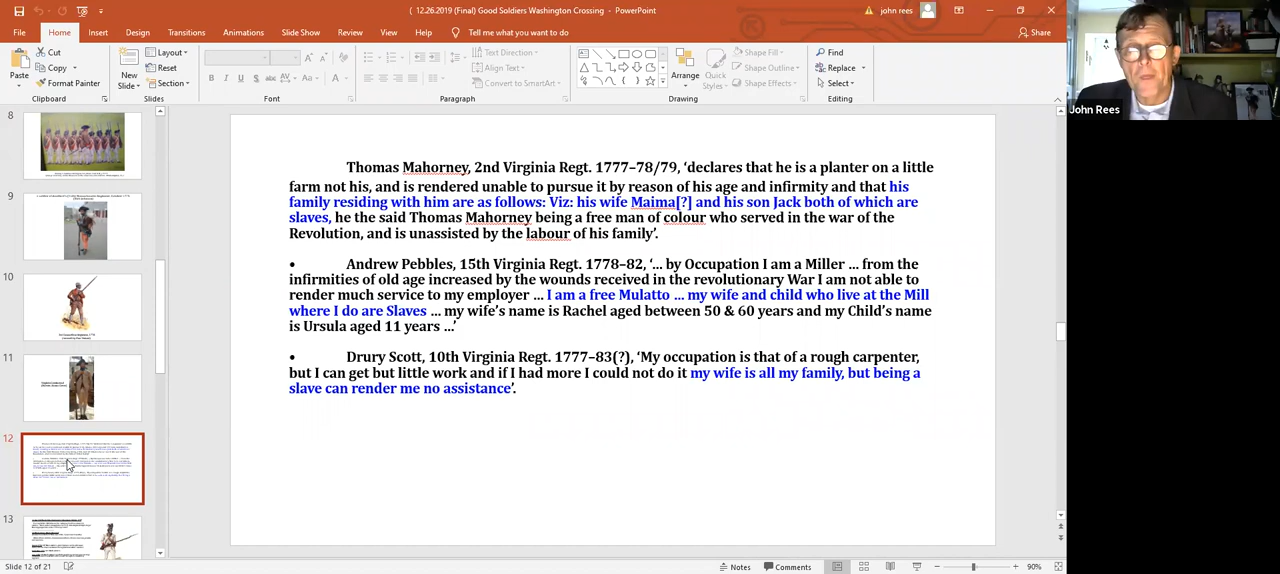 ( 12.26.2019 (Final) Good Soldiers Washington Crossing - PowerPoint
john rees
File Home Insert Design Transitions Animations Slide Show Review View Help Tell me what you want to do Share
Paste
Cut
Copy
Format Painter
Clipboard
New Slide
Layout
Reset
Section
Slides
B I U S abc AV Aa A
Font
Text Direction
Align Text
Convert to SmartArt
Paragraph
Arrange
Quick Styles
Shape Fill
Shape Outline
Shape Effects
Drawing
Find
Replace
Select
Editing
John Rees
8
9
10
11
12
13
Thomas Mahorney, 2nd Virginia Regt. 1777–78/79, ‘declares that he is a planter on a little
farm not his, and is rendered unable to pursue it by reason of his age and infirmity and that his
family residing with him are as follows: Viz: his wife Maima[?] and his son Jack both of which are
slaves, he the said Thomas Mahorney being a free man of colour who served in the war of the
Revolution, and is unassisted by the labour of his family’.
• Andrew Pebbles, 15th Virginia Regt. 1778–82, ‘… by Occupation I am a Miller … from the
infirmities of old age increased by the wounds received in the revolutionary War I am not able to
render much service to my employer … I am a free Mulatto … my wife and child who live at the Mill
where I do are Slaves … my wife’s name is Rachel aged between 50 & 60 years and my Child’s name
is Ursula aged 11 years …’
• Drury Scott, 10th Virginia Regt. 1777–83(?), ‘My occupation is that of a rough carpenter,
but I can get but little work and if I had more I could not do it my wife is all my family, but being a
slave can render me no assistance’.
Slide 12 of 21
Notes
Comments
90%